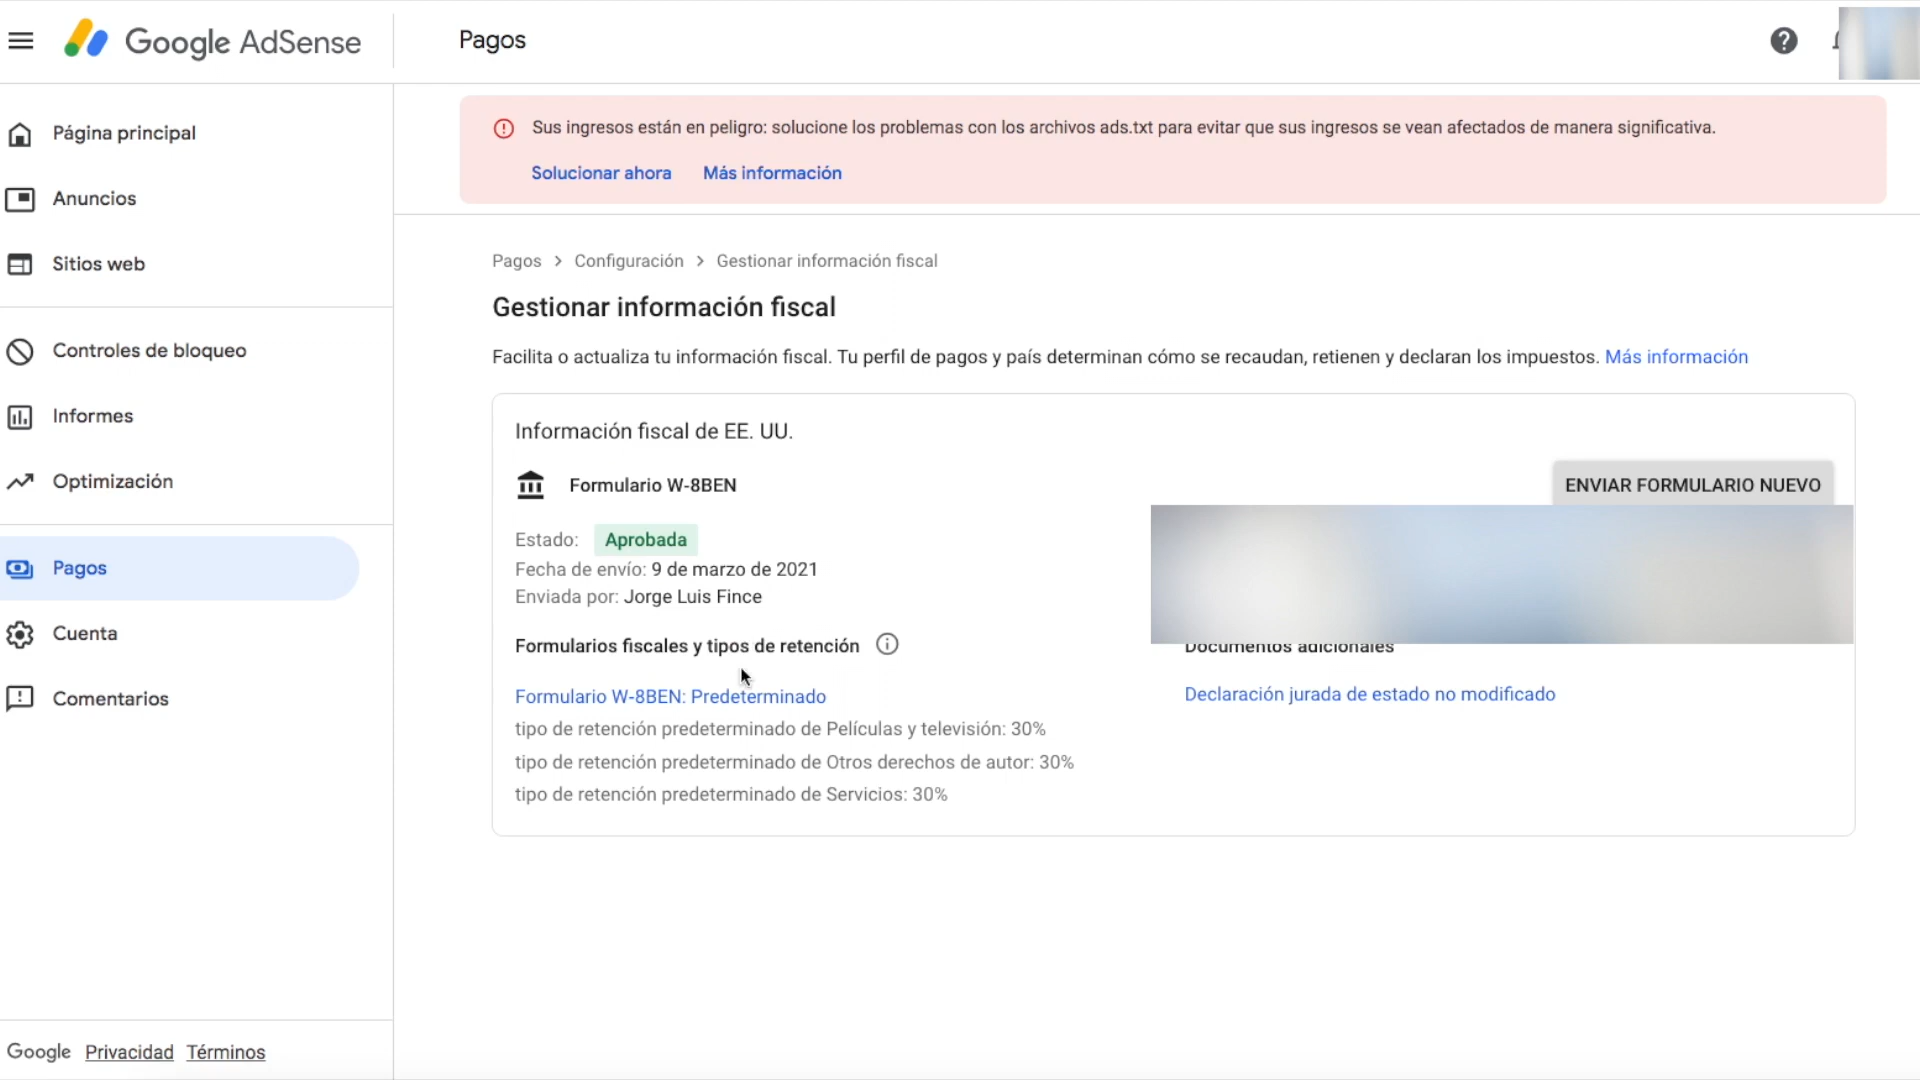 Google AdSense
Pagos
Página principal
Anuncios
Sitios web
Controles de bloqueo
Informes
Optimización
Pagos
Cuenta
Comentarios
Google Privacidad Términos
Sus ingresos están en peligro: solucione los problemas con los archivos ads.txt para evitar que sus ingresos se vean afectados de manera significativa.
Solucionar ahora Más información
Pagos > Configuración > Gestionar información fiscal
Gestionar información fiscal
Facilita o actualiza tu información fiscal. Tu perfil de pagos y país determinan cómo se recaudan, retienen y declaran los impuestos. Más información
Información fiscal de EE. UU.
Formulario W-8BEN
ENVIAR FORMULARIO NUEVO
Estado: Aprobada
Fecha de envío: 9 de marzo de 2021
Enviada por: Jorge Luis Fince
Formularios fiscales y tipos de retención
Formulario W-8BEN: Predeterminado
tipo de retención predeterminado de Películas y televisión: 30%
tipo de retención predeterminado de Otros derechos de autor: 30%
tipo de retención predeterminado de Servicios: 30%
Documentos adicionales
Declaración jurada de estado no modificado